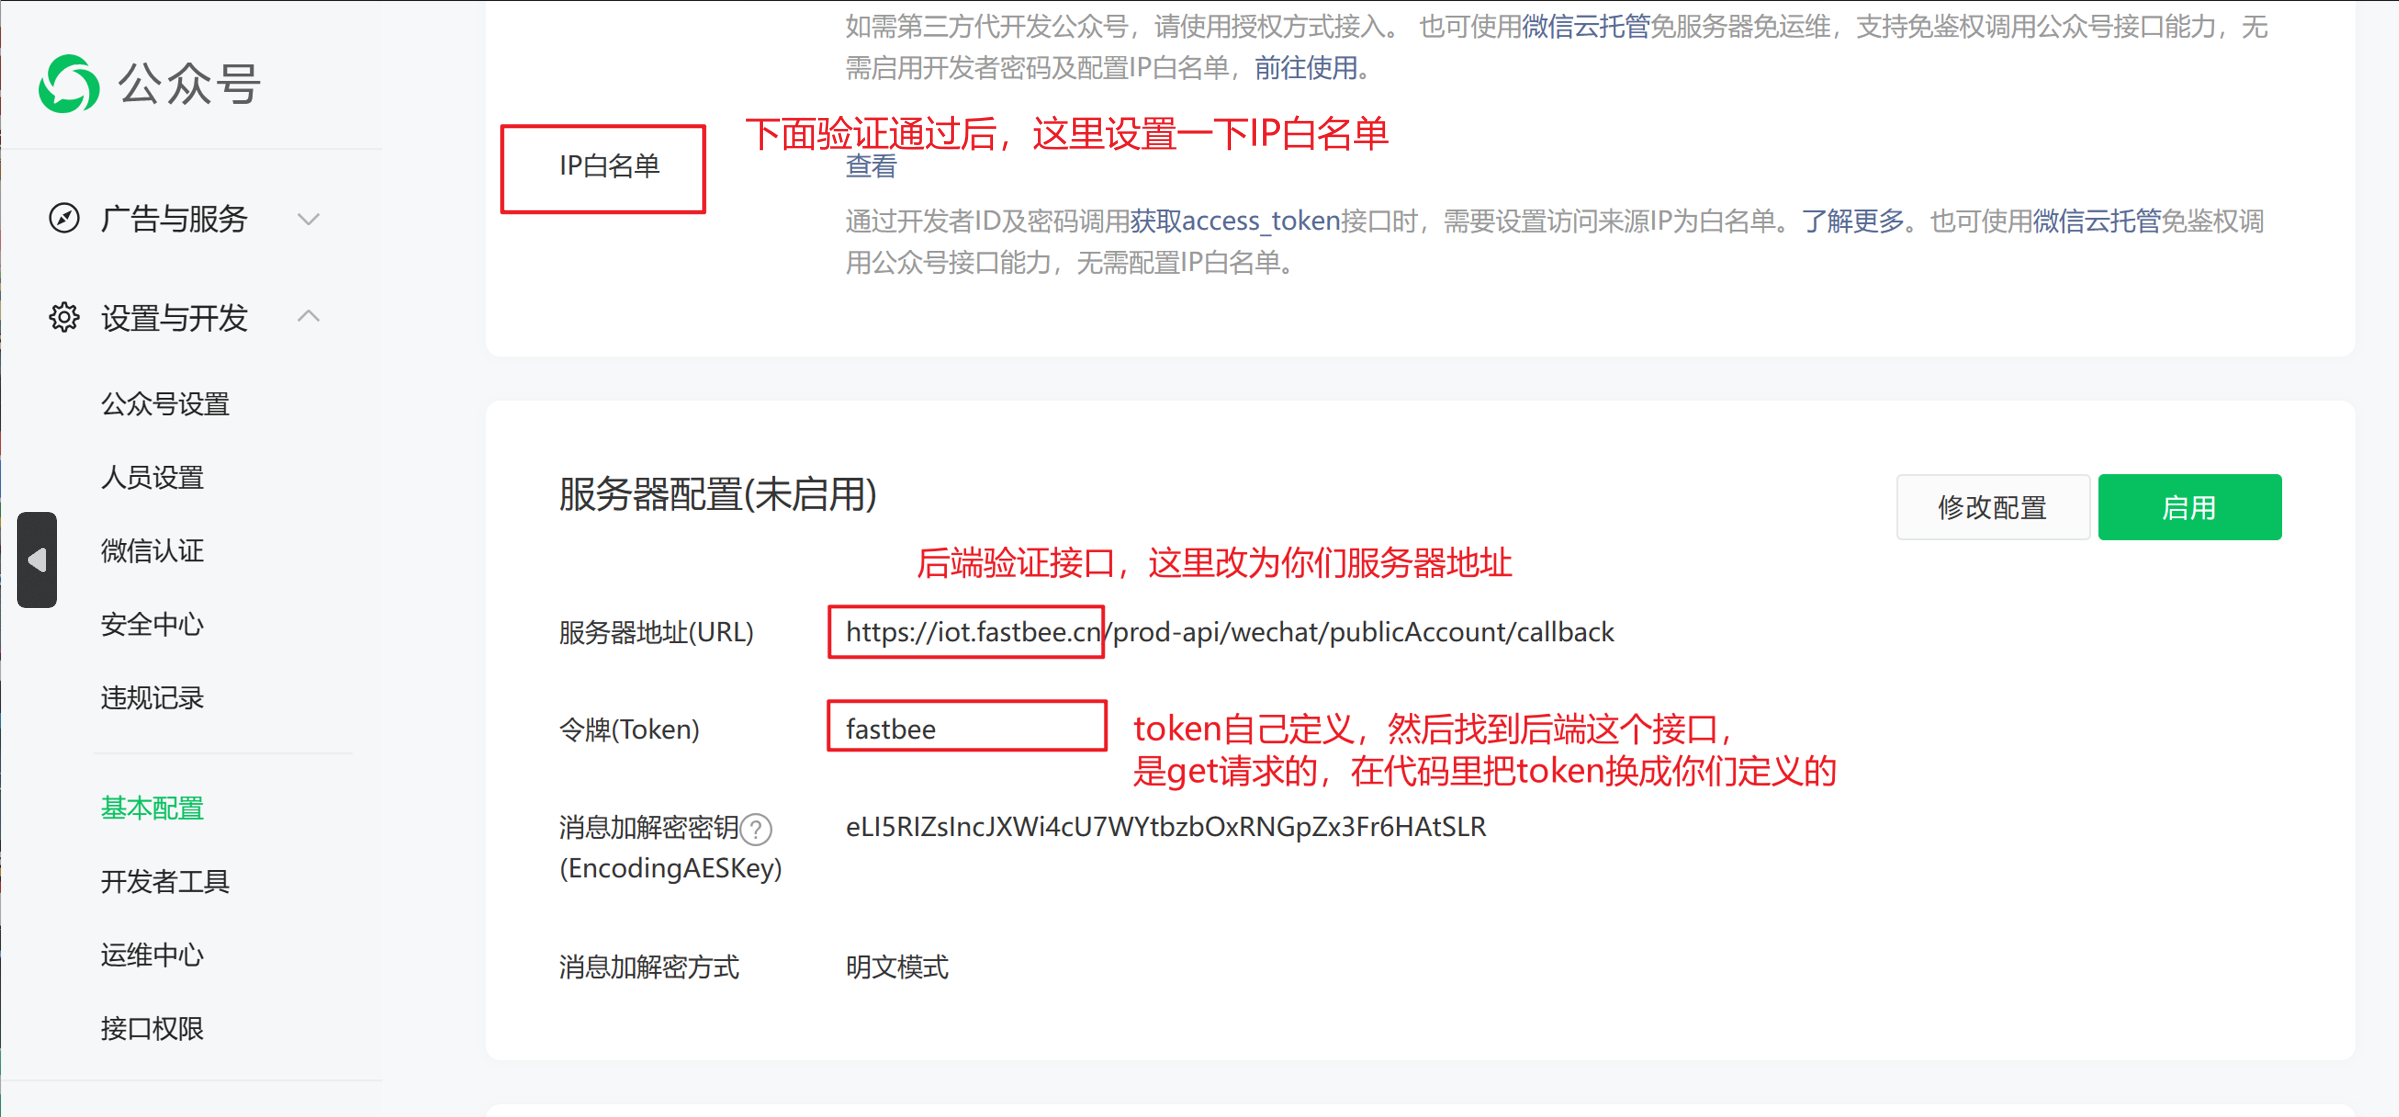 公众号
广告与服务
设置与开发
公众号设置
人员设置
微信认证
安全中心
违规记录
基本配置
开发者工具
运维中心
接口权限
如需第三方代开发公众号，请使用授权方式接入。 也可使用微信云托管免服务器免运维，支持免鉴权调用公众号接口能力，无
需启用开发者密码及配置IP白名单，前往使用。
下面验证通过后，这里设置一下IP白名单
IP白名单
查看
通过开发者ID及密码调用获取access_token接口时，需要设置访问来源IP为白名单。了解更多。也可使用微信云托管免鉴权调
用公众号接口能力，无需配置IP白名单。
服务器配置(未启用)
修改配置
启用
后端验证接口，这里改为你们服务器地址
服务器地址(URL)
https://iot.fastbee.cn/prod-api/wechat/publicAccount/callback
令牌(Token)
fastbee
token自己定义，然后找到后端这个接口，
是get请求的，在代码里把token换成你们定义的
消息加解密密钥?
(EncodingAESKey)
eLI5RIZsIncJXWi4cU7WYtbzbOxRNGpZx3Fr6HAtSLR
消息加解密方式
明文模式